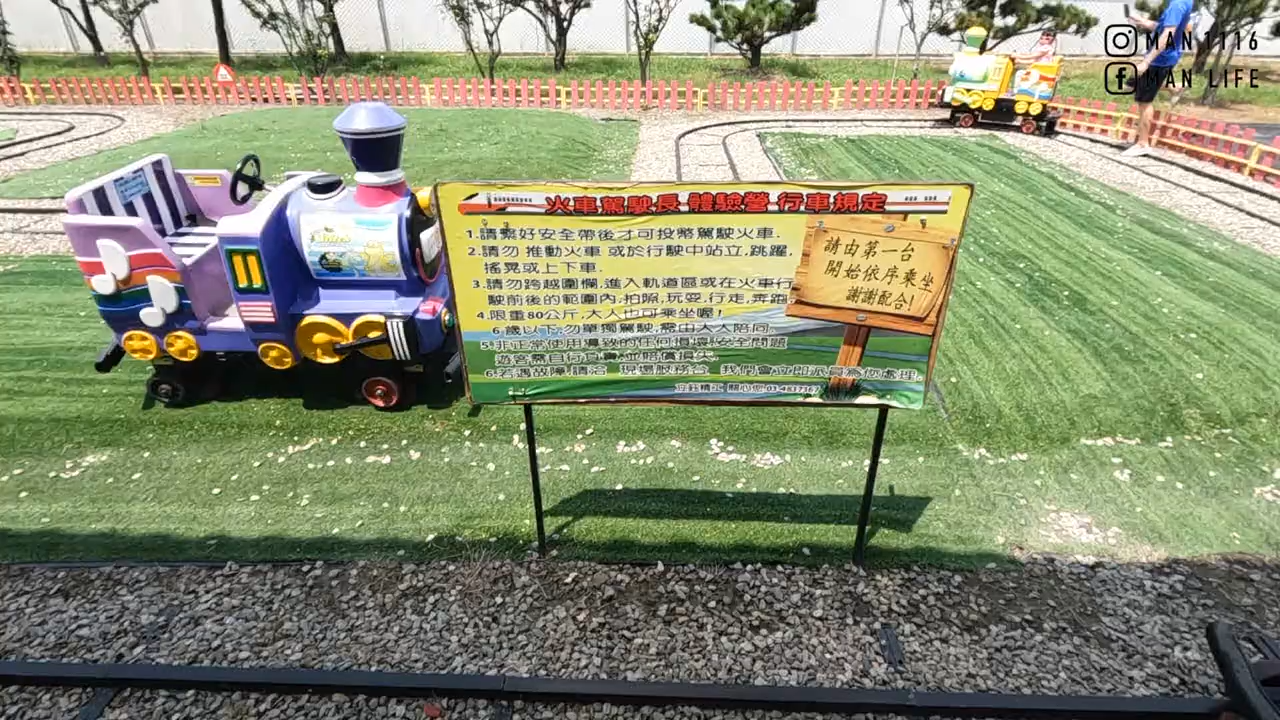 MAN1116
MAN LIFE
火車駕駛長 體驗營 行車規定
1.請繫好安全帶後才可投幣駕駛火車.
2.請勿 推動火車 或於行駛中站立,跳躍,
搖晃或上下車.
3.請勿跨越圍欄,進入軌道區或在火車行
駛前後的範圍內,拍照,玩耍,行走,奔跑.
4.限重80公斤,大人也可乘坐喔!
6歲以下,勿單獨駕駛,需由大人陪同.
5.非正常使用導致的任何損壞,安全問題
遊客需自行負責,並賠償損失.
6.若遇故障,請洽 現場服務台 我們會立即派員為您處理.
關心您 03-4837367
請由第一台
開始依序乘坐
謝謝配合!